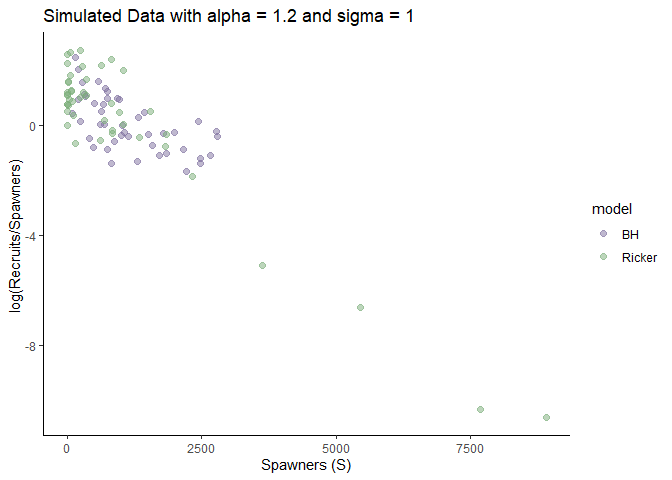 Simulated Data with alpha = 1.2 and sigma = 1
log(Recruits/Spawners)
0
-4
-8
0
2500
5000
7500
Spawners (S)
model
BH
Ricker